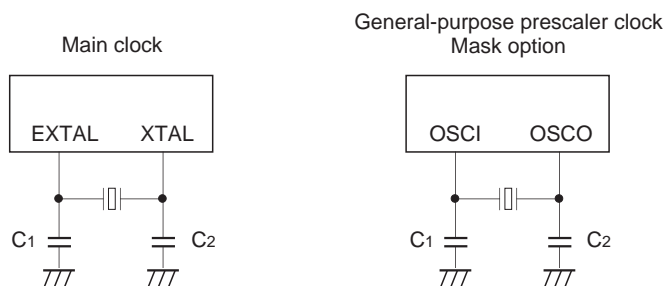 Main clock
General-purpose prescaler clock
Mask option
EXTAL XTAL
OSCI OSCO
C1 C2
C1 C2